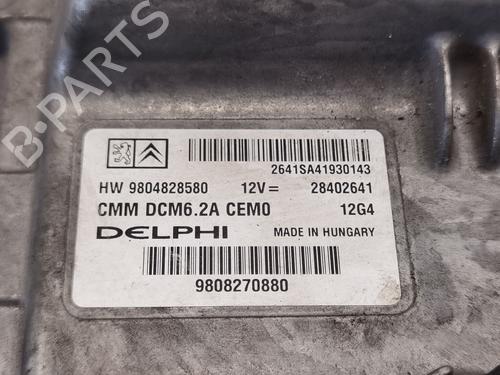 B-PARTS
2641SA41930143
HW 9804828580 12V = 28402641
CMM DCM6.2A CEM0 12G4
DELPHI MADE IN HUNGARY
9808270880